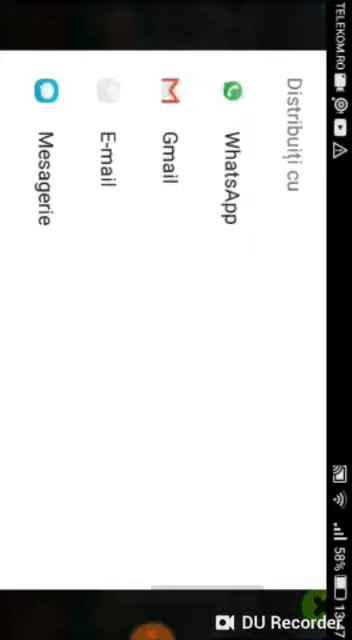 TELEKOM.RO
58%
Distribuiți cu
WhatsApp
Gmail
E-mail
Mesagerie
DU Recorder